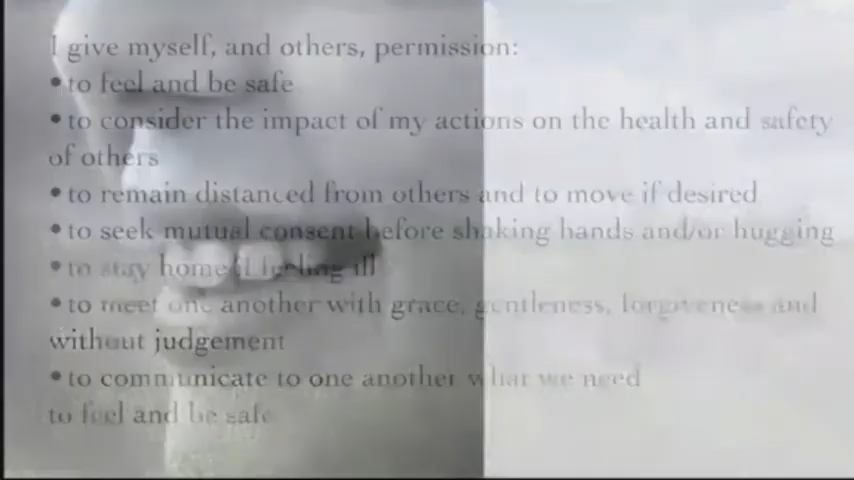 I give myself, and others, permission:
• to feel and be safe
• to consider the impact of my actions on the health and safety
of others
• to remain distanced from others and to move if desired
• to seek mutual consent before shaking hands and/or hugging
• to stay home if feeling ill
• to meet one another with grace, gentleness, forgiveness and
without judgement
• to communicate to one another what we need
to feel and be safe